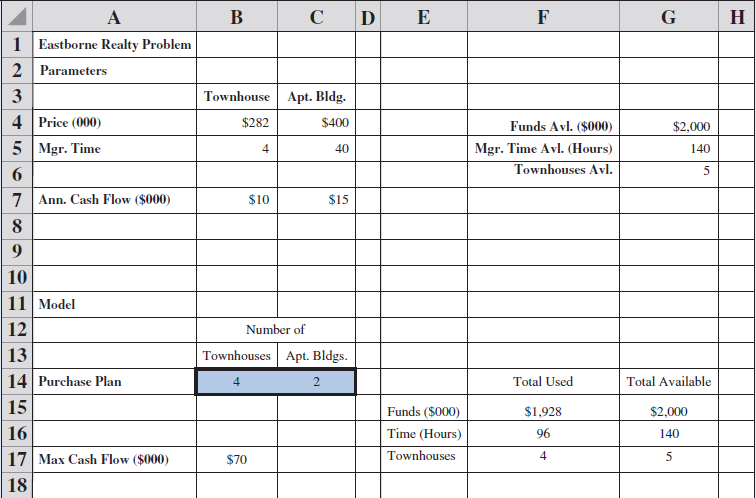 A B C D E F G H
1 Eastborne Realty Problem
2 Parameters
3 Townhouse Apt. Bldg.
4 Price (000) $282 $400 Funds Avl. ($000) $2,000
5 Mgr. Time 4 40 Mgr. Time Avl. (Hours) 140
6 Townhouses Avl. 5
7 Ann. Cash Flow ($000) $10 $15
8
9
10
11 Model
12 Number of
13 Townhouses Apt. Bldgs.
14 Purchase Plan 4 2 Total Used Total Available
15 Funds ($000) $1,928 $2,000
16 Time (Hours) 96 140
17 Max Cash Flow ($000) $70 Townhouses 4 5
18